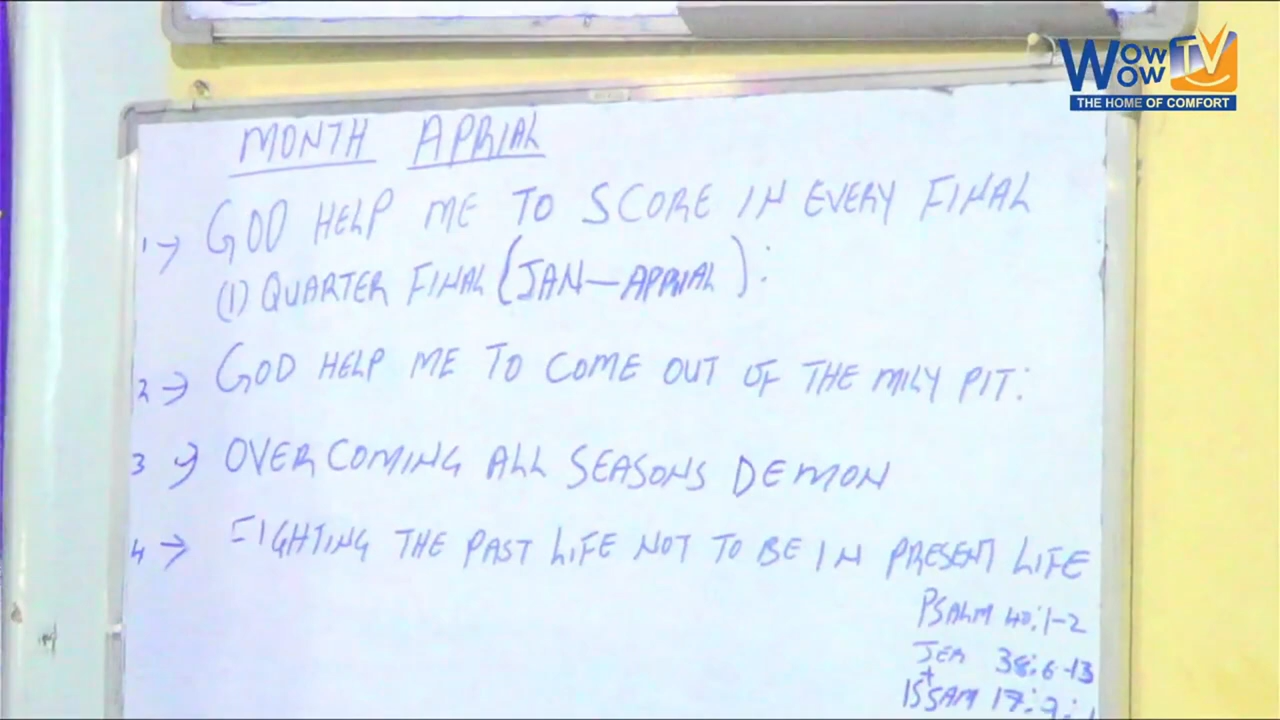 WOW WOW TV
THE HOME OF COMFORT
MONTH APRIAL
1 → GOD HELP ME TO SCORE IN EVERY FINAL
(1) QUARTER FINAL (JAN—APRIAL):
2 → GOD HELP ME TO COME OUT OF THE MILY PIT:
3 → OVERCOMING ALL SEASONS DEMON
4 → FIGHTING THE PAST LIFE NOT TO BE IN PRESENT LIFE
PSALM 40:1-2
JER 38:6-13
+
1SSAM 17:9: